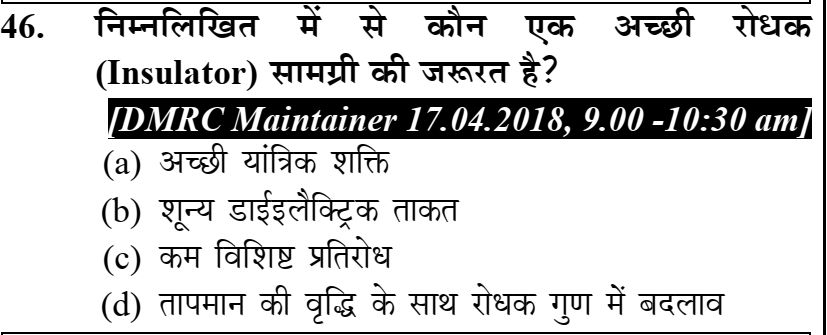 46. निम्नलिखित में से कौन एक अच्छी रोधक
(Insulator) सामग्री की जरूरत है?
[DMRC Maintainer 17.04.2018, 9.00 -10:30 am]
(a) अच्छी यांत्रिक शक्ति
(b) शून्य डाईइलैक्ट्रिक ताकत
(c) कम विशिष्ट प्रतिरोध
(d) तापमान की वृद्धि के साथ रोधक गुण में बदलाव